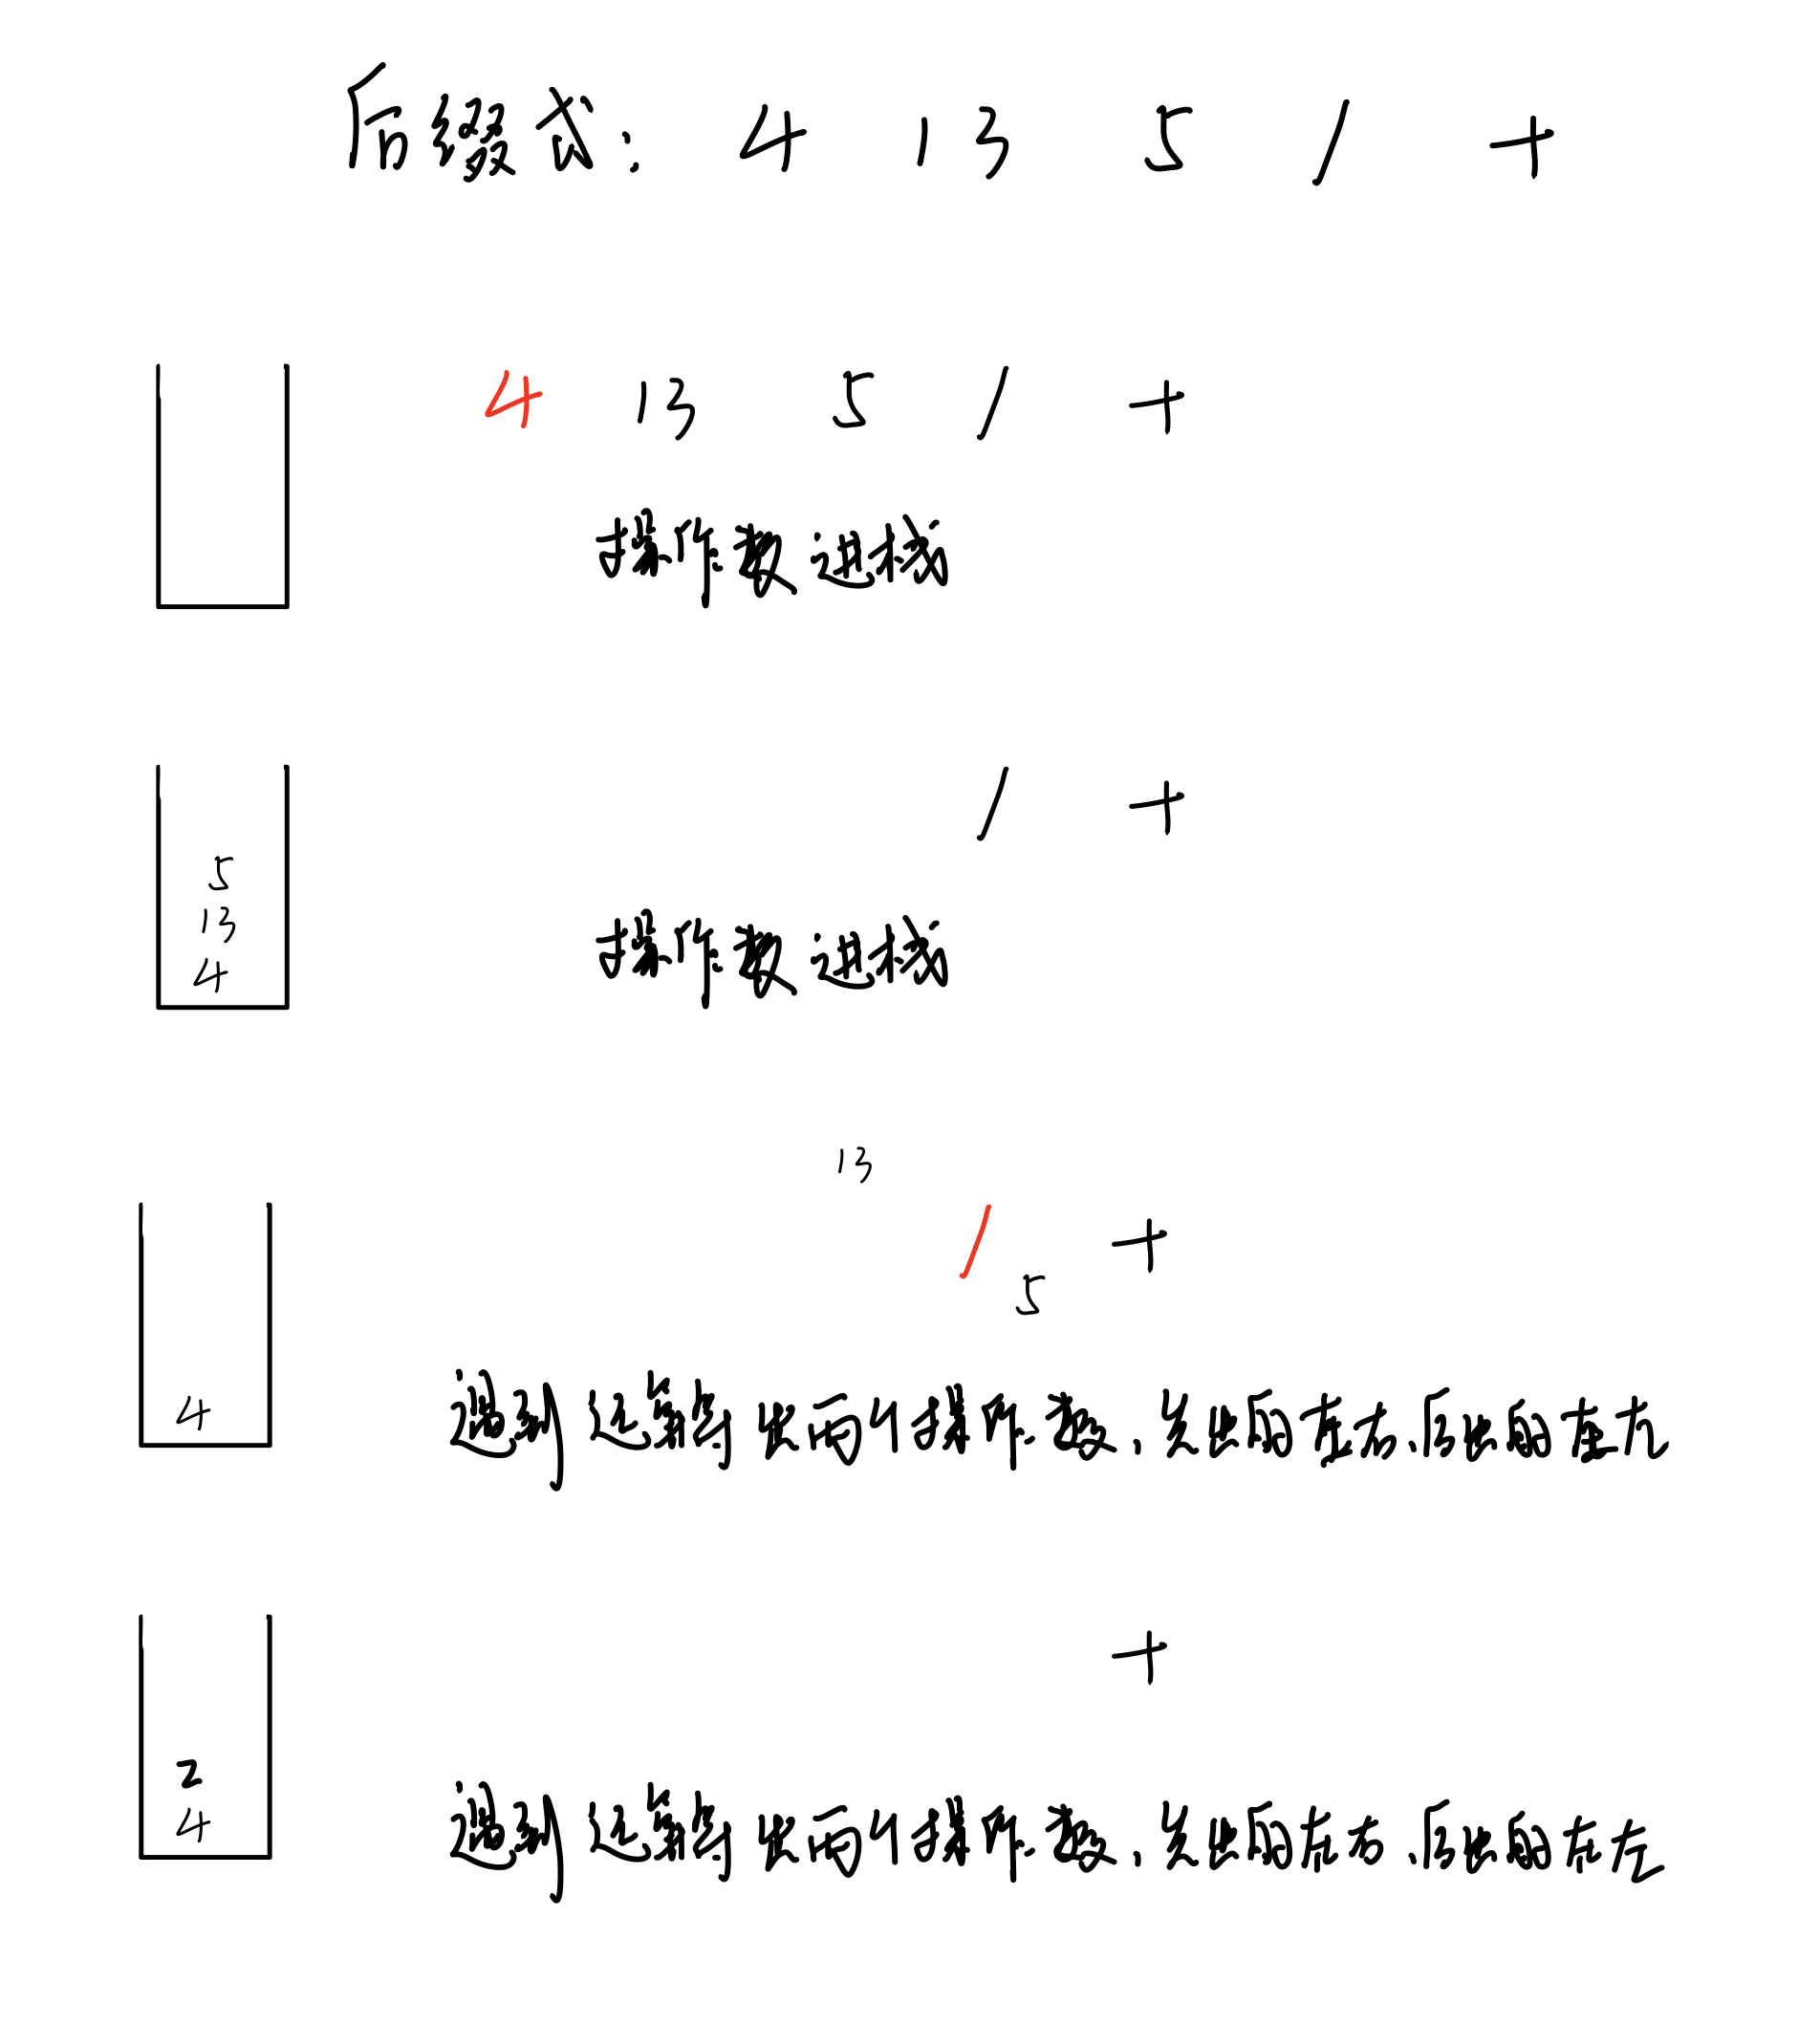 后缀式: 4 13 5 / +
4 13 5 / +
操作数进栈
/ +
5
13
4
操作数进栈
13
/ +
5
4
遇到运算符出两个操作数,先出的在右,后出的在左
+
2
4
遇到运算符出两个操作数,先出的在右,后出的在左